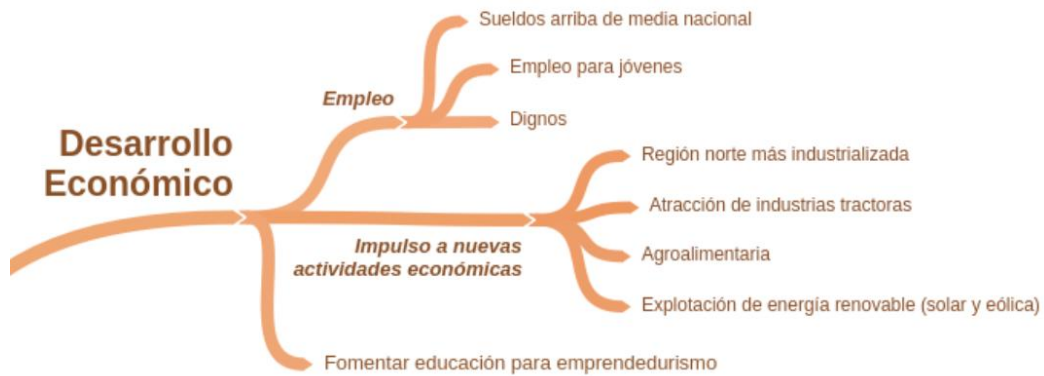 Sueldos arriba de media nacional
Empleo para jóvenes
Empleo
Dignos
Desarrollo
Económico
Región norte más industrializada
Atracción de industrias tractoras
Impulso a nuevas
actividades económicas
Agroalimentaria
Explotación de energía renovable (solar y eólica)
Fomentar educación para emprendedurismo